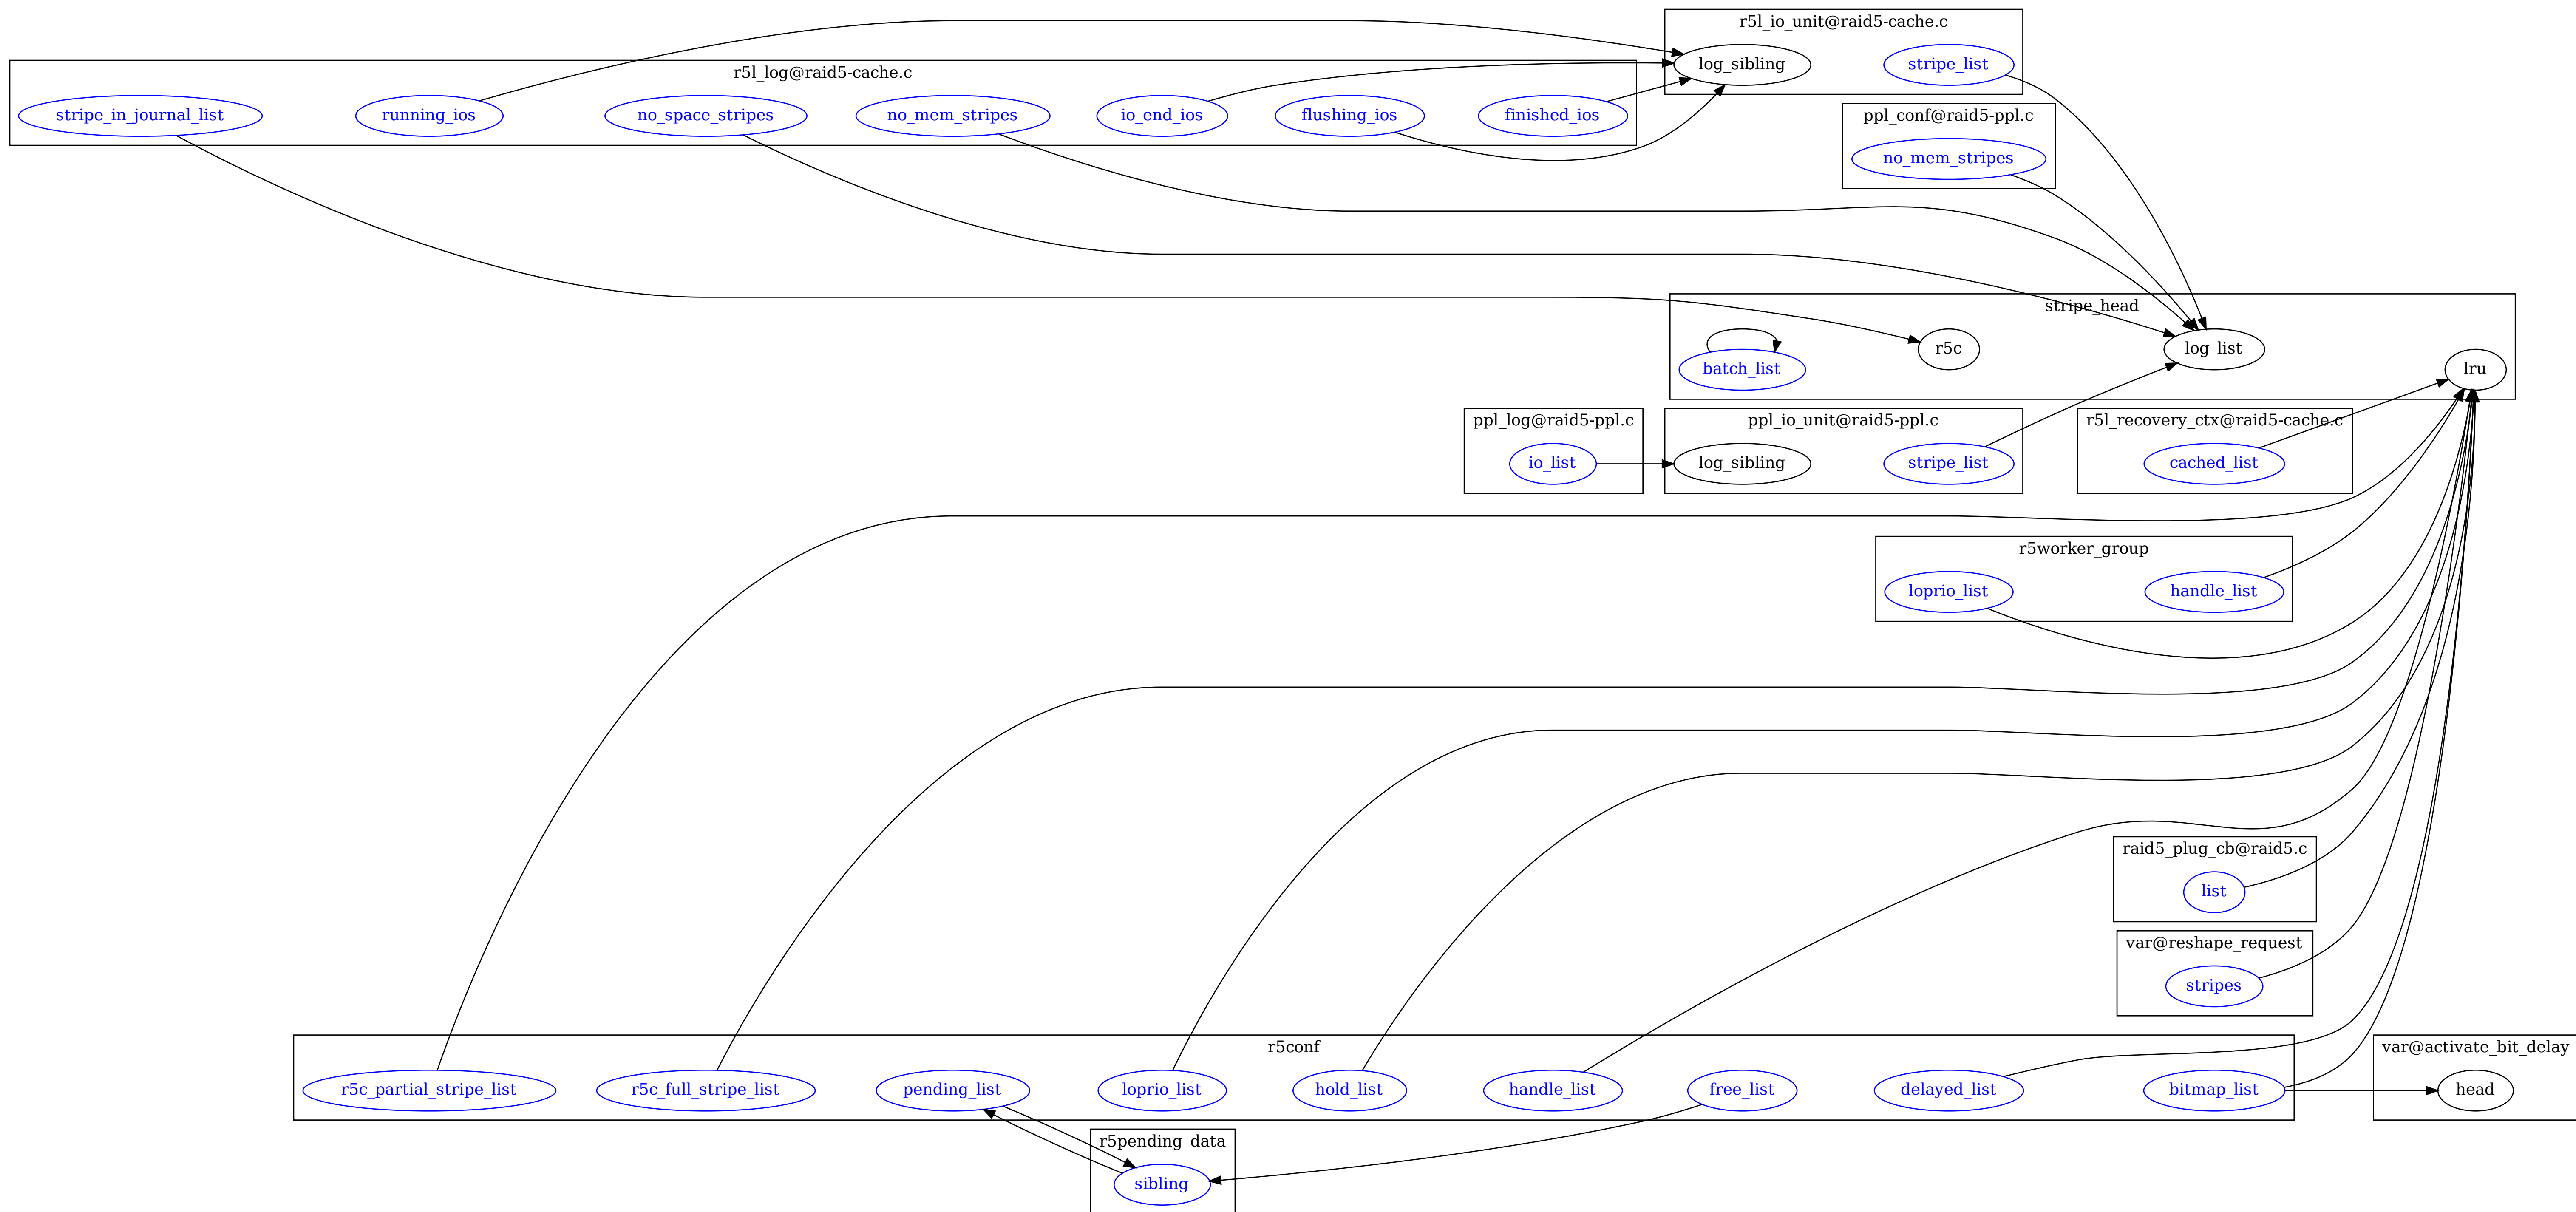 r5l_io_unit@raid5-cache.c
log_sibling
stripe_list
r5l_log@raid5-cache.c
stripe_in_journal_list
running_ios
no_space_stripes
no_mem_stripes
io_end_ios
flushing_ios
finished_ios
ppl_conf@raid5-ppl.c
no_mem_stripes
stripe_head
batch_list
r5c
log_list
lru
ppl_log@raid5-ppl.c
io_list
ppl_io_unit@raid5-ppl.c
log_sibling
stripe_list
r5l_recovery_ctx@raid5-cache.c
cached_list
r5worker_group
loprio_list
handle_list
raid5_plug_cb@raid5.c
list
var@reshape_request
stripes
r5conf
r5c_partial_stripe_list
r5c_full_stripe_list
pending_list
loprio_list
hold_list
handle_list
free_list
delayed_list
bitmap_list
var@activate_bit_delay
head
r5pending_data
sibling